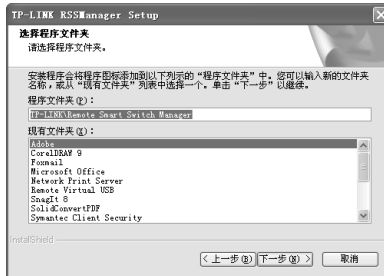 TP-LINK RSSManager Setup
选择程序文件夹
请选择程序文件夹。
安装程序会将程序图标添加到以下列示的“程序文件夹”中。您可以输入新的文件夹
名称，或从“现有文件夹”列表中选择一个。单击“下一步”以继续。
程序文件夹(P)：
TP-LINK\Remote Smart Switch Manager
现有文件夹(X)：
Adobe
CorelDRAW 9
Foxmail
Microsoft Office
Network Print Server
Remote Virtual USB
SnagIt 8
SolidConvertPDF
Symantec Client Security
InstallShield
< 上一步(B) 下一步(N) > 取消